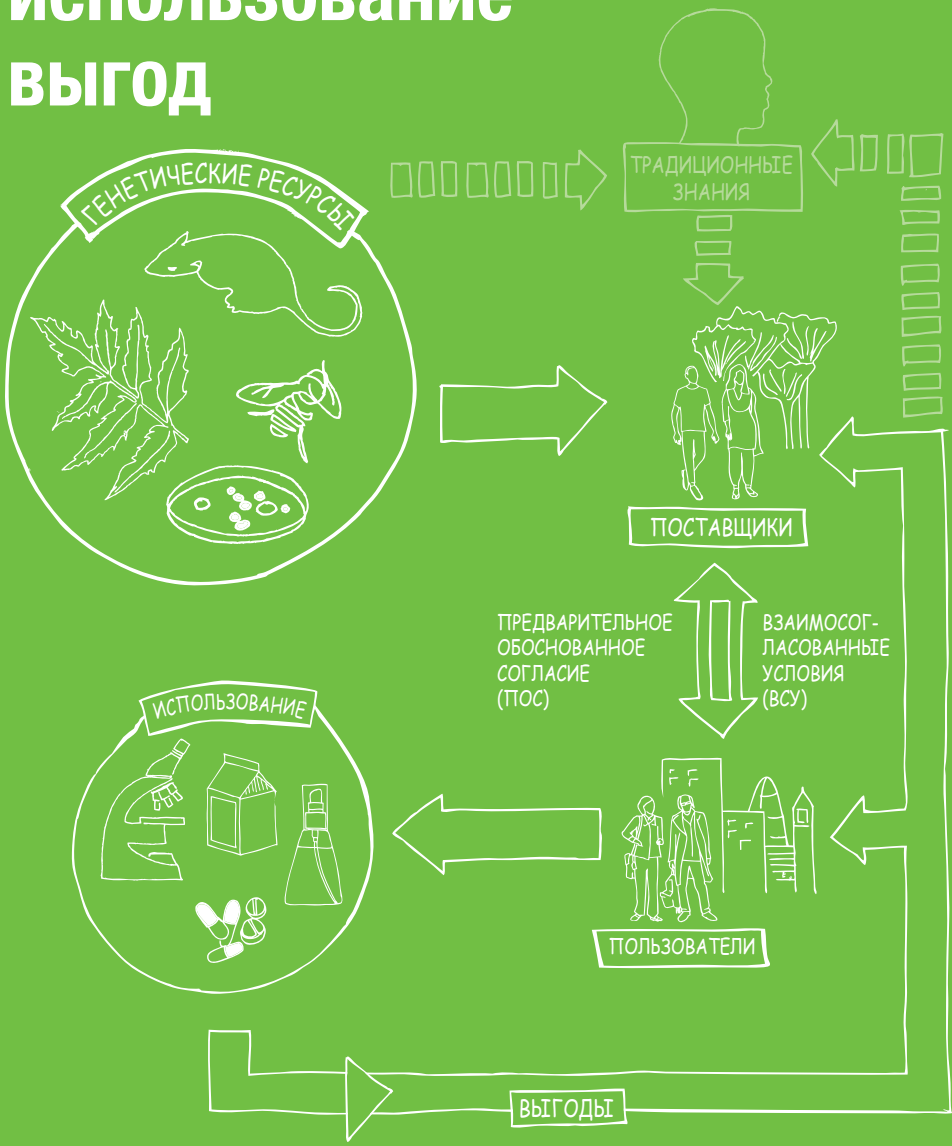 использование
выгод
ГЕНЕТИЧЕСКИЕ РЕСУРСЫ
ТРАДИЦИОННЫЕ
ЗНАНИЯ
ПОСТАВЩИКИ
ПРЕДВАРИТЕЛЬНОЕ
ОБОСНОВАННОЕ
СОГЛАСИЕ
(ПОС)
ВЗАИМОСОГ-
ЛАСОВАННЫЕ
УСЛОВИЯ
(ВСУ)
ИСПОЛЬЗОВАНИЕ
ПОЛЬЗОВАТЕЛИ
ВЫГОДЫ